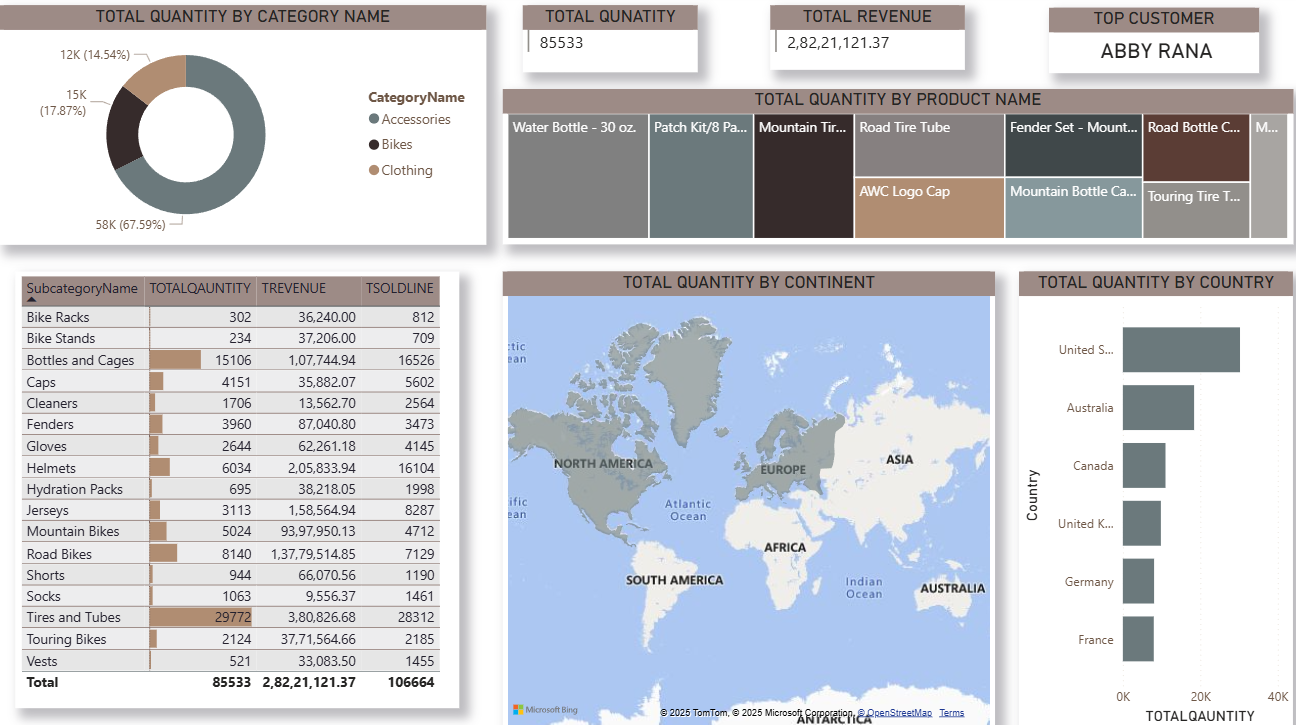 TOTAL QUANTITY BY CATEGORY NAME
12K (14.54%)
15K
(17.87%)
58K (67.59%)
CategoryName
Accessories
Bikes
Clothing
TOTAL QUNATITY
85533
TOTAL REVENUE
2,82,21,121.37
TOP CUSTOMER
ABBY RANA
TOTAL QUANTITY BY PRODUCT NAME
Water Bottle - 30 oz.
Patch Kit/8 Pa...
Mountain Tir...
Road Tire Tube
AWC Logo Cap
Fender Set - Mount...
Mountain Bottle Ca...
Road Bottle C...
Touring Tire T...
M...
SubcategoryName TOTALQAUNTITY TREVENUE TSOLDLINE
Bike Racks 302 36,240.00 812
Bike Stands 234 37,206.00 709
Bottles and Cages 15106 1,07,744.94 16526
Caps 4151 35,882.07 5602
Cleaners 1706 13,562.70 2564
Fenders 3960 87,040.80 3473
Gloves 2644 62,261.18 4145
Helmets 6034 2,05,833.94 16104
Hydration Packs 695 38,218.05 1998
Jerseys 3113 1,58,564.94 8287
Mountain Bikes 5024 93,97,950.13 4712
Road Bikes 8140 1,37,79,514.85 7129
Shorts 944 66,070.56 1190
Socks 1063 9,556.37 1461
Tires and Tubes 29772 3,80,826.68 28312
Touring Bikes 2124 37,71,564.66 2185
Vests 521 33,083.50 1455
Total 85533 2,82,21,121.37 106664
TOTAL QUANTITY BY CONTINENT
ctic
ean
NORTH AMERICA
EUROPE
ASIA
ific
ean
Atlantic
Ocean
AFRICA
SOUTH AMERICA
Indian
Ocean
AUSTRALIA
ANTARCTICA
Microsoft Bing
© 2025 TomTom, © 2025 Microsoft Corporation, © OpenStreetMap Terms
TOTAL QUANTITY BY COUNTRY
Country
United S...
Australia
Canada
United K...
Germany
France
0K 20K 40K
TOTALQAUNTITY